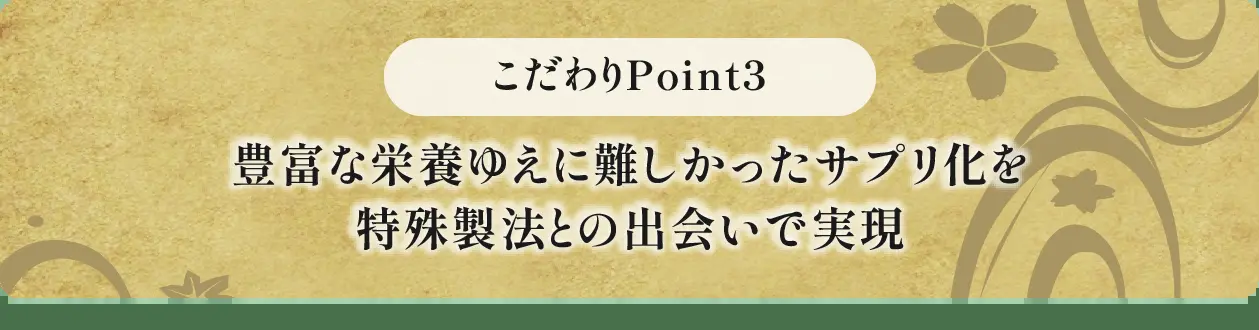 こだわりPoint3
豊富な栄養ゆえに難しかったサプリ化を
特殊製法との出会いで実現